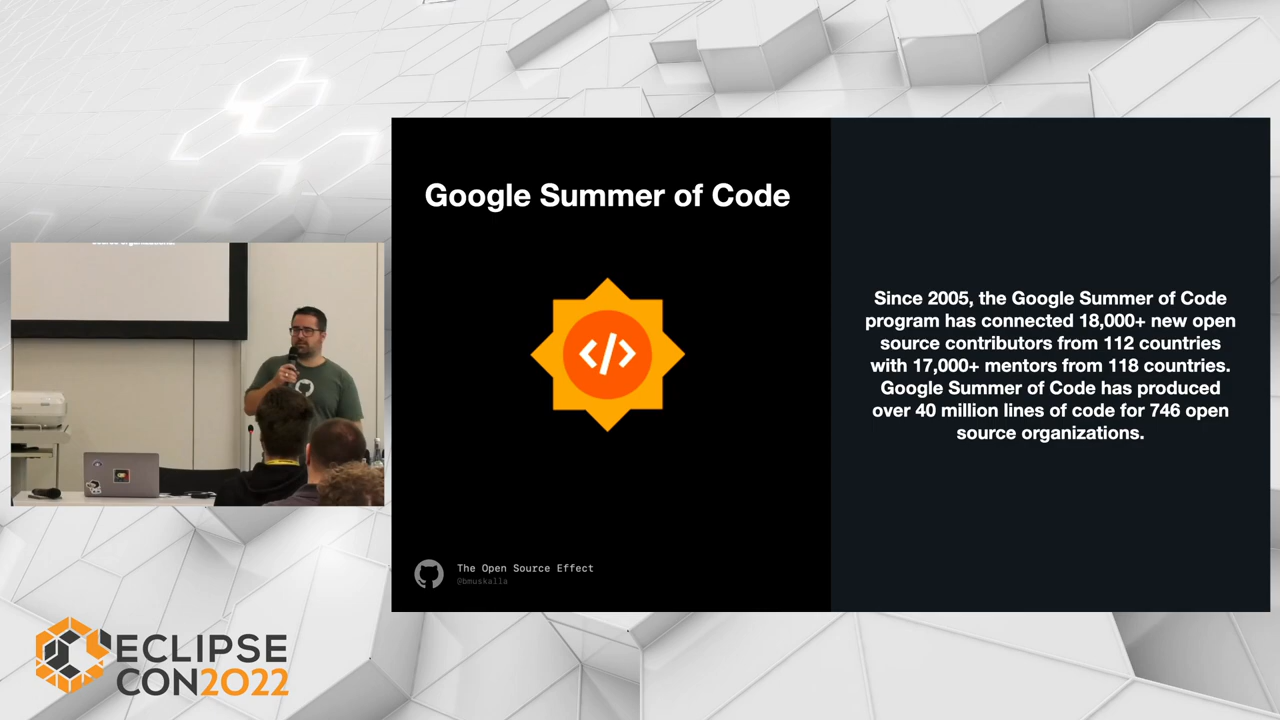 Google Summer of Code
</>
Since 2005, the Google Summer of Code
program has connected 18,000+ new open
source contributors from 112 countries
with 17,000+ mentors from 118 countries.
Google Summer of Code has produced
over 40 million lines of code for 746 open
source organizations.
The Open Source Effect
@bmuskalla
ECLIPSE
CON2022